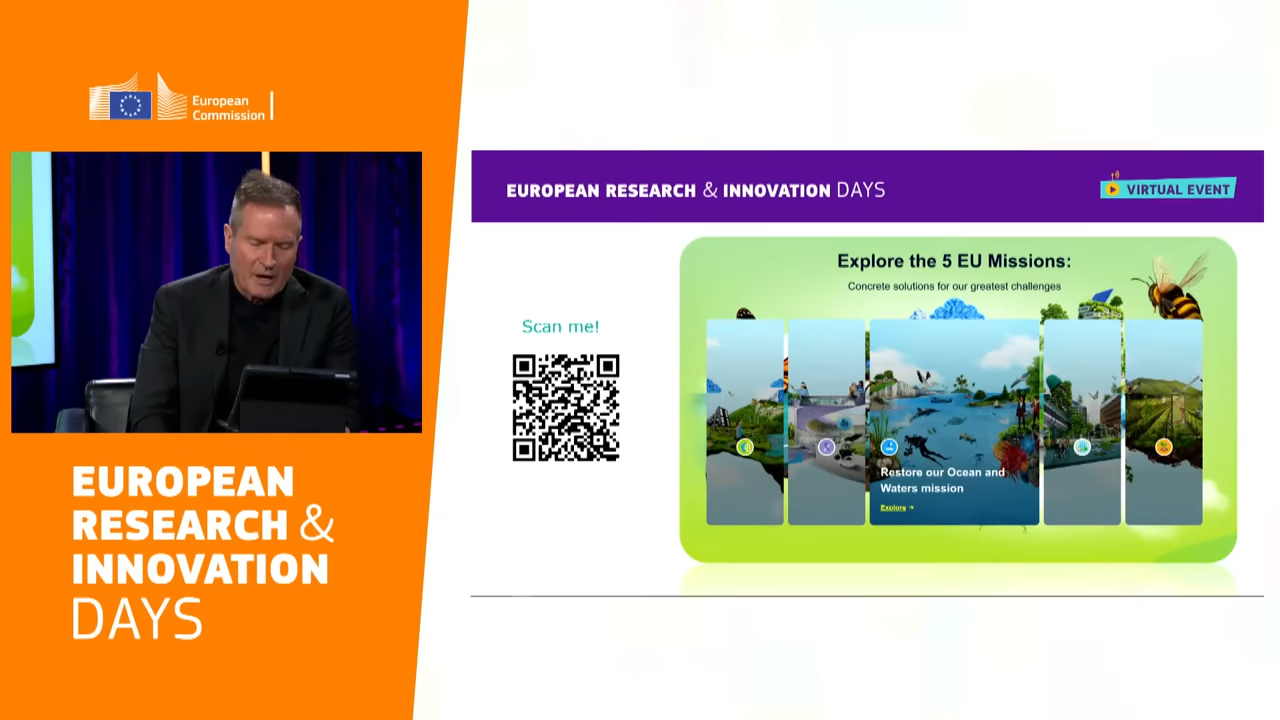 European
Commission
EUROPEAN
RESEARCH &
INNOVATION
DAYS
EUROPEAN RESEARCH & INNOVATION DAYS
VIRTUAL EVENT
Scan me!
Explore the 5 EU Missions:
Concrete solutions for our greatest challenges
Restore our Ocean and
Waters mission
Explore →